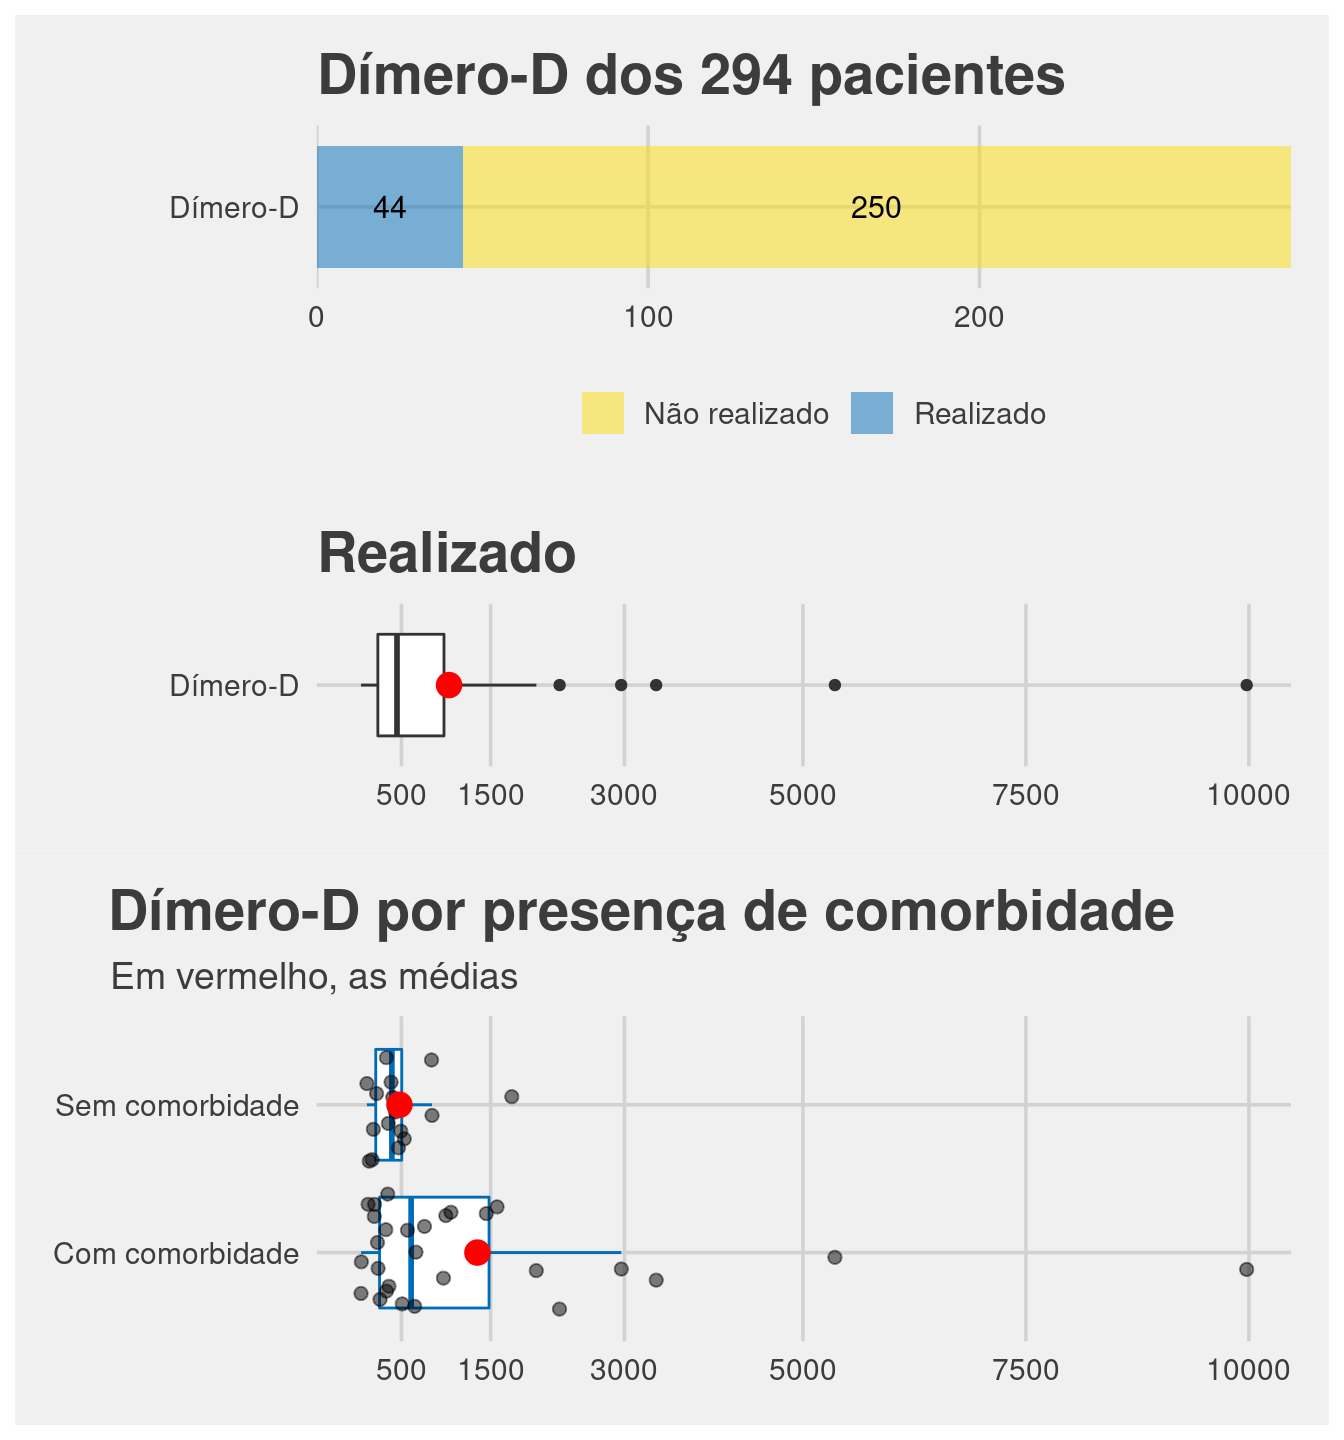 Dímero-D dos 294 pacientes
Dímero-D
44
250
0
100
200
Não realizado
Realizado
Realizado
Dímero-D
500
1500
3000
5000
7500
10000
Dímero-D por presença de comorbidade
Em vermelho, as médias
Sem comorbidade
Com comorbidade
500
1500
3000
5000
7500
10000